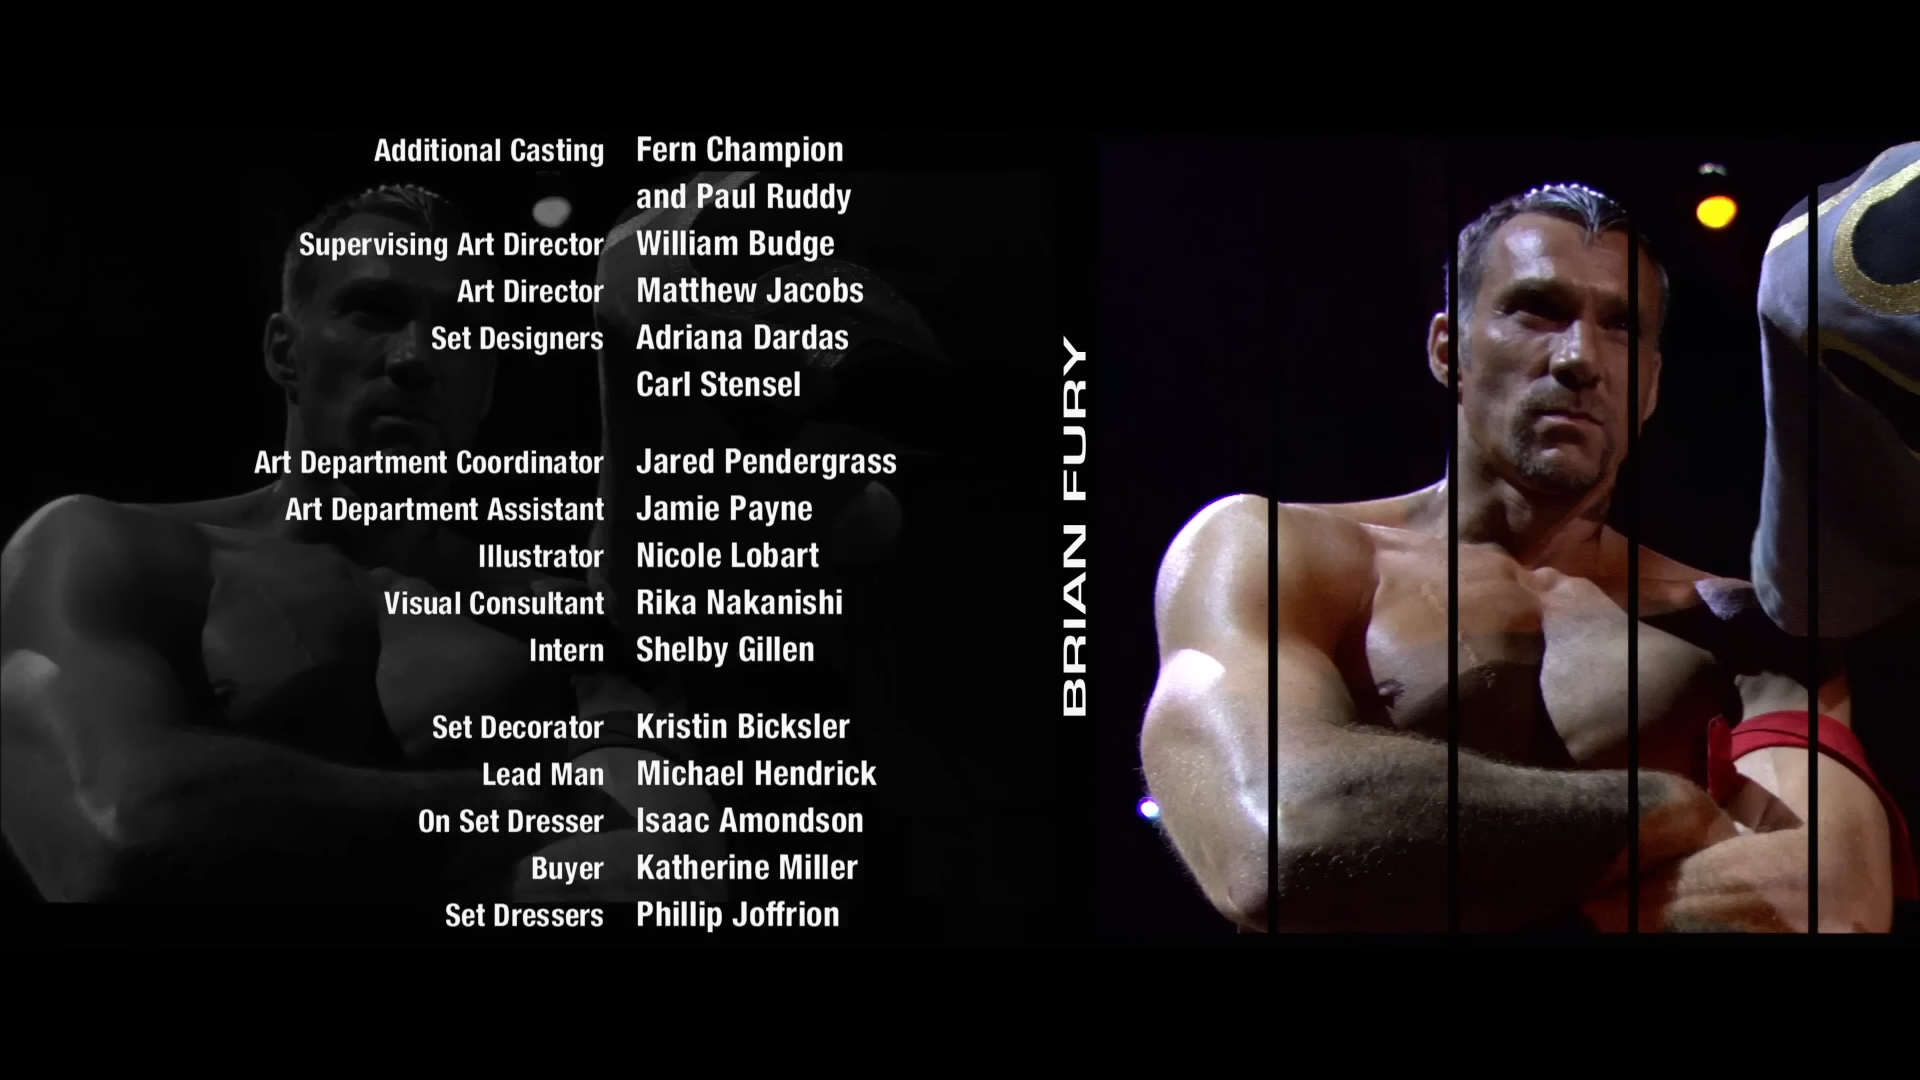 Additional Casting Fern Champion
and Paul Ruddy
Supervising Art Director William Budge
Art Director Matthew Jacobs
Set Designers Adriana Dardas
Carl Stensel
Art Department Coordinator Jared Pendergrass
Art Department Assistant Jamie Payne
Illustrator Nicole Lobart
Visual Consultant Rika Nakanishi
Intern Shelby Gillen
Set Decorator Kristin Bicksler
Lead Man Michael Hendrick
On Set Dresser Isaac Amondson
Buyer Katherine Miller
Set Dressers Phillip Joffrion
BRIAN FURY